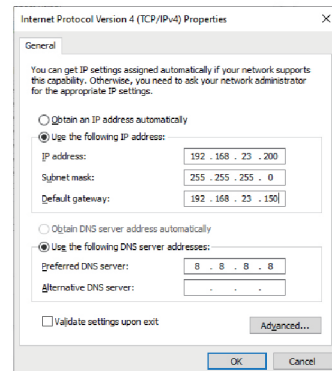 Internet Protocol Version 4 (TCP/IPv4) Properties
General
You can get IP settings assigned automatically if your network supports
this capability. Otherwise, you need to ask your network administrator
for the appropriate IP settings.
Obtain an IP address automatically
Use the following IP address:
IP address: 192 . 168 . 23 . 200
Subnet mask: 255 . 255 . 255 . 0
Default gateway: 192 . 168 . 23 . 150
Obtain DNS server address automatically
Use the following DNS server addresses:
Preferred DNS server: 8 . 8 . 8 . 8
Alternative DNS server: . . .
Validate settings upon exit
Advanced...
OK Cancel